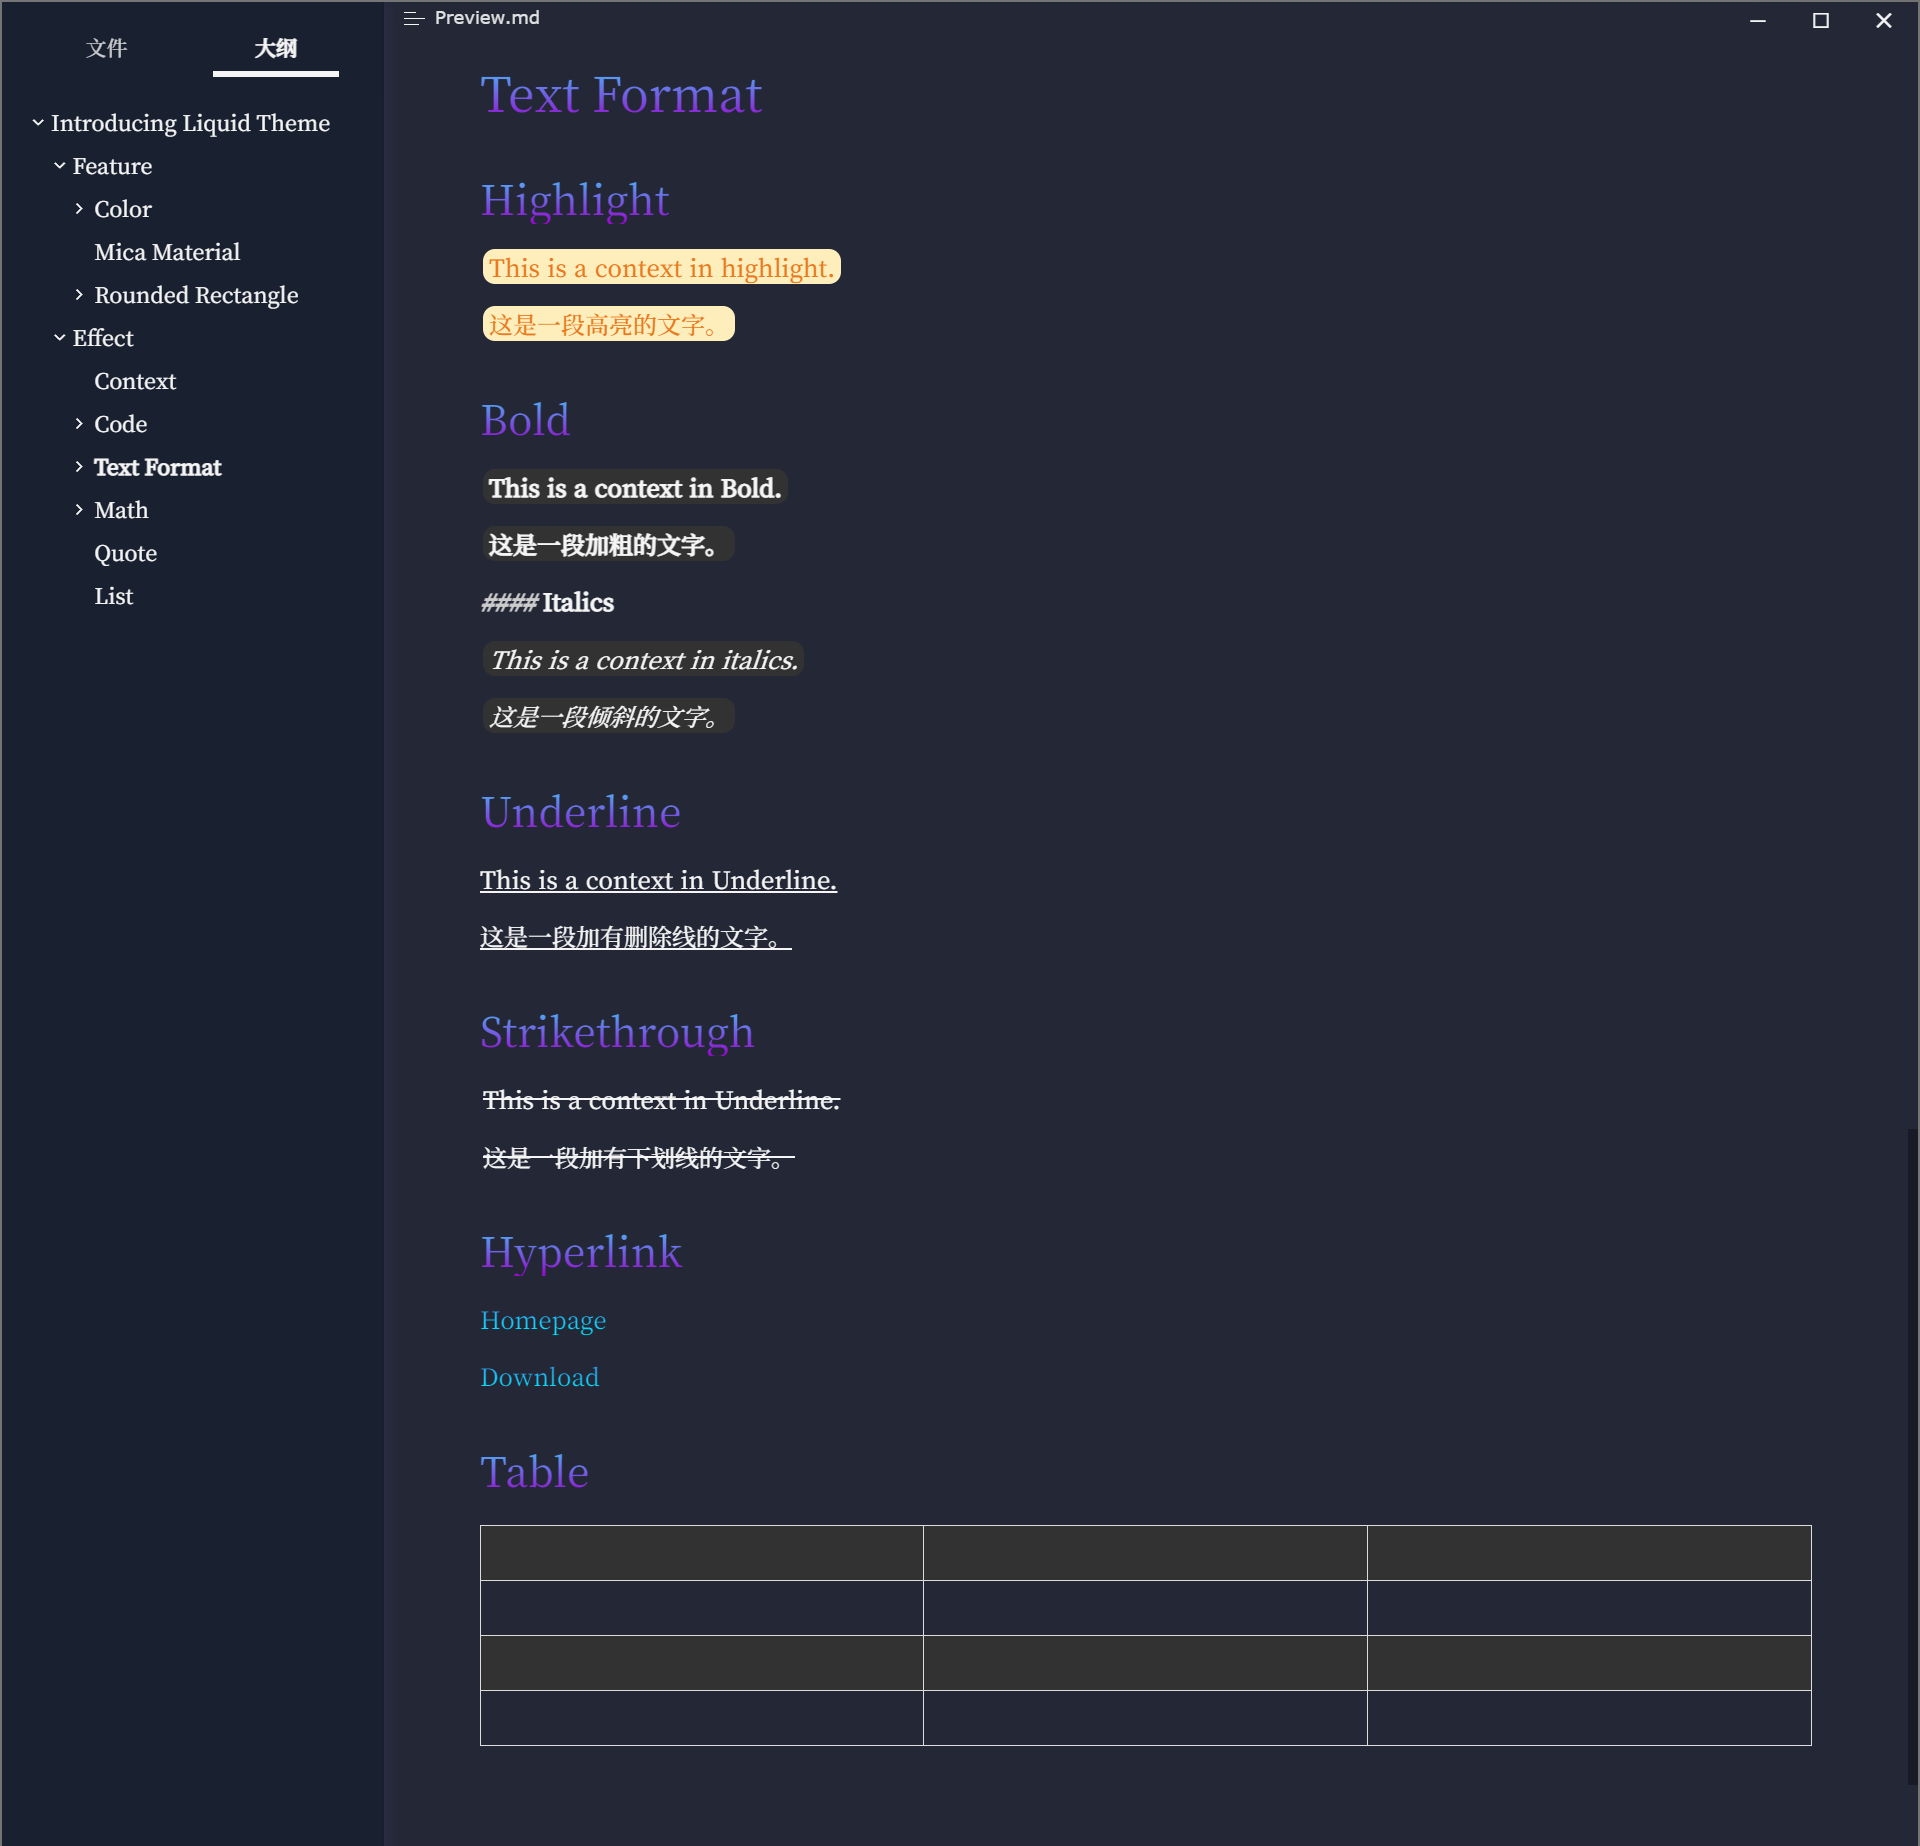 文件 大纲
Introducing Liquid Theme
Feature
Color
Mica Material
Rounded Rectangle
Effect
Context
Code
Text Format
Math
Quote
List
Preview.md
Text Format
Highlight
This is a context in highlight.
这是一段高亮的文字。
Bold
This is a context in Bold.
这是一段加粗的文字。
#### Italics
This is a context in italics.
这是一段倾斜的文字。
Underline
This is a context in Underline.
这是一段加有删除线的文字。
Strikethrough
This is a context in Underline.
这是一段加有下划线的文字。
Hyperlink
Homepage
Download
Table